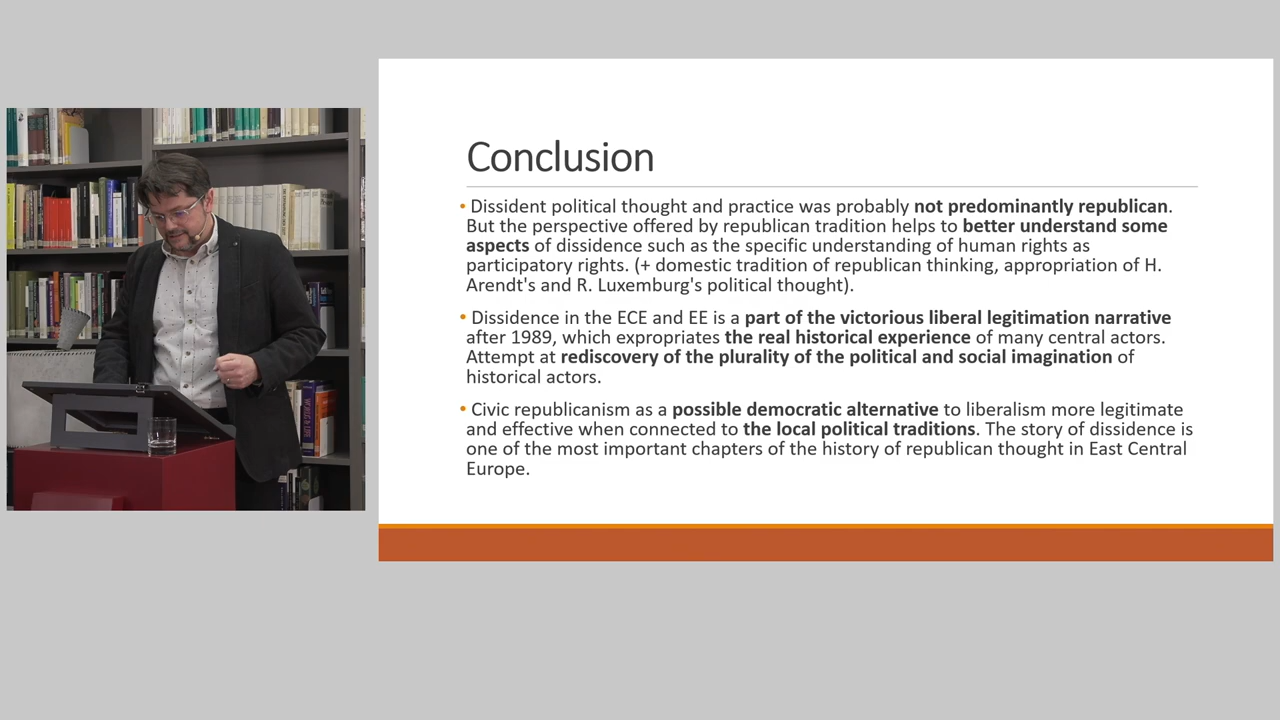 Conclusion
• Dissident political thought and practice was probably not predominantly republican.
But the perspective offered by republican tradition helps to better understand some
aspects of dissidence such as the specific understanding of human rights as
participatory rights. (+ domestic tradition of republican thinking, appropriation of H.
Arendt's and R. Luxemburg's political thought).
• Dissidence in the ECE and EE is a part of the victorious liberal legitimation narrative
after 1989, which expropriates the real historical experience of many central actors.
Attempt at rediscovery of the plurality of the political and social imagination of
historical actors.
• Civic republicanism as a possible democratic alternative to liberalism more legitimate
and effective when connected to the local political traditions. The story of dissidence is
one of the most important chapters of the history of republican thought in East Central
Europe.